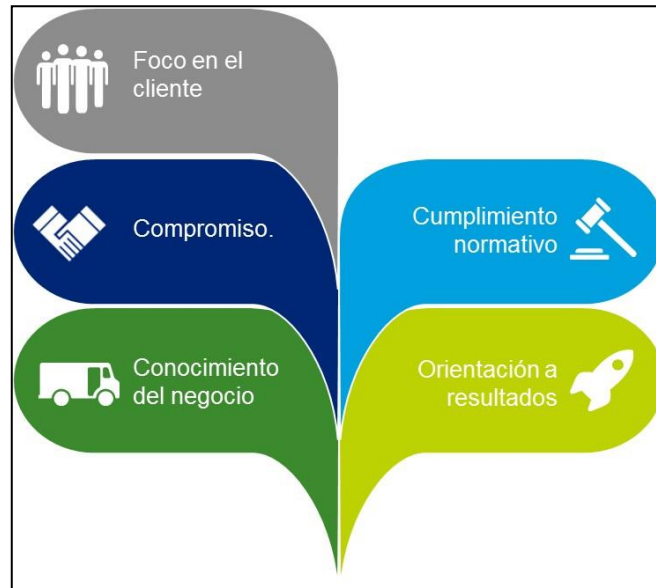 Foco en el
cliente
Compromiso.
Cumplimiento
normativo
Conocimiento
del negocio
Orientación a
resultados